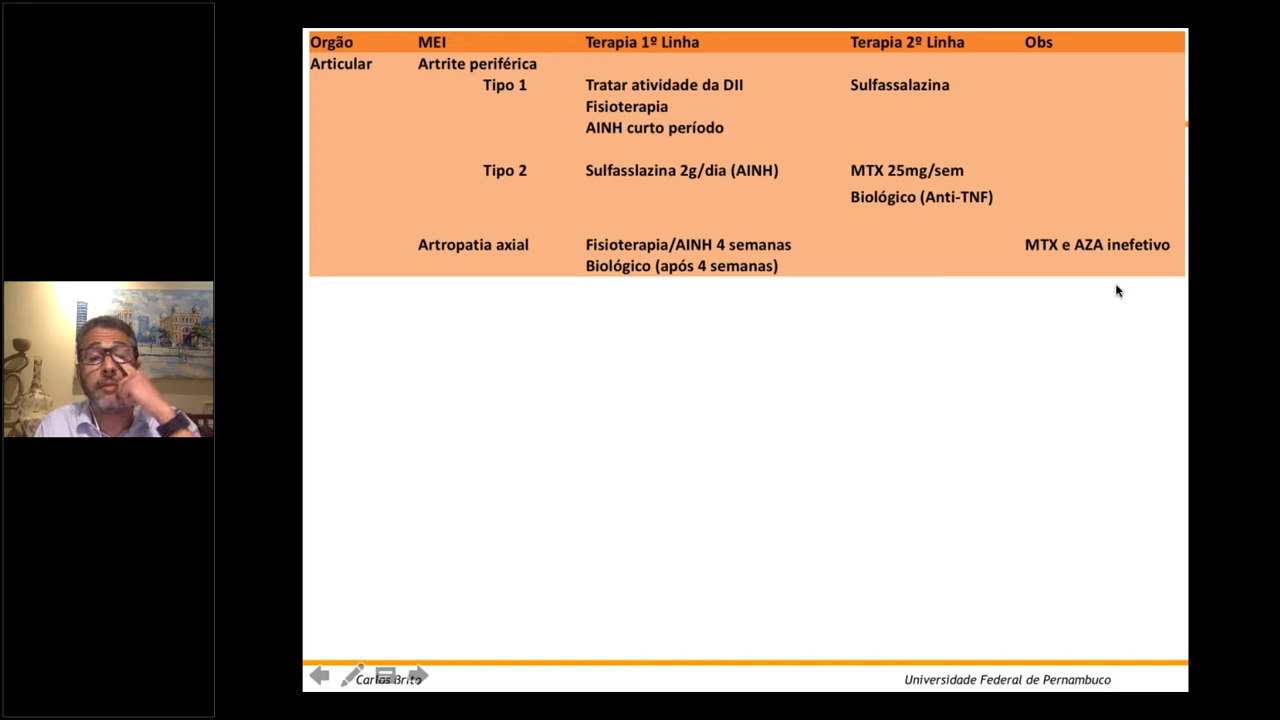 Orgão MEI Terapia 1º Linha Terapia 2º Linha Obs
Articular Artrite periférica
Tipo 1 Tratar atividade da DII Sulfassalazina
Fisioterapia
AINH curto período
Tipo 2 Sulfasslazina 2g/dia (AINH) MTX 25mg/sem
Biológico (Anti-TNF)
Artropatia axial Fisioterapia/AINH 4 semanas MTX e AZA inefetivo
Biológico (após 4 semanas)
Carlos Brito Universidade Federal de Pernambuco